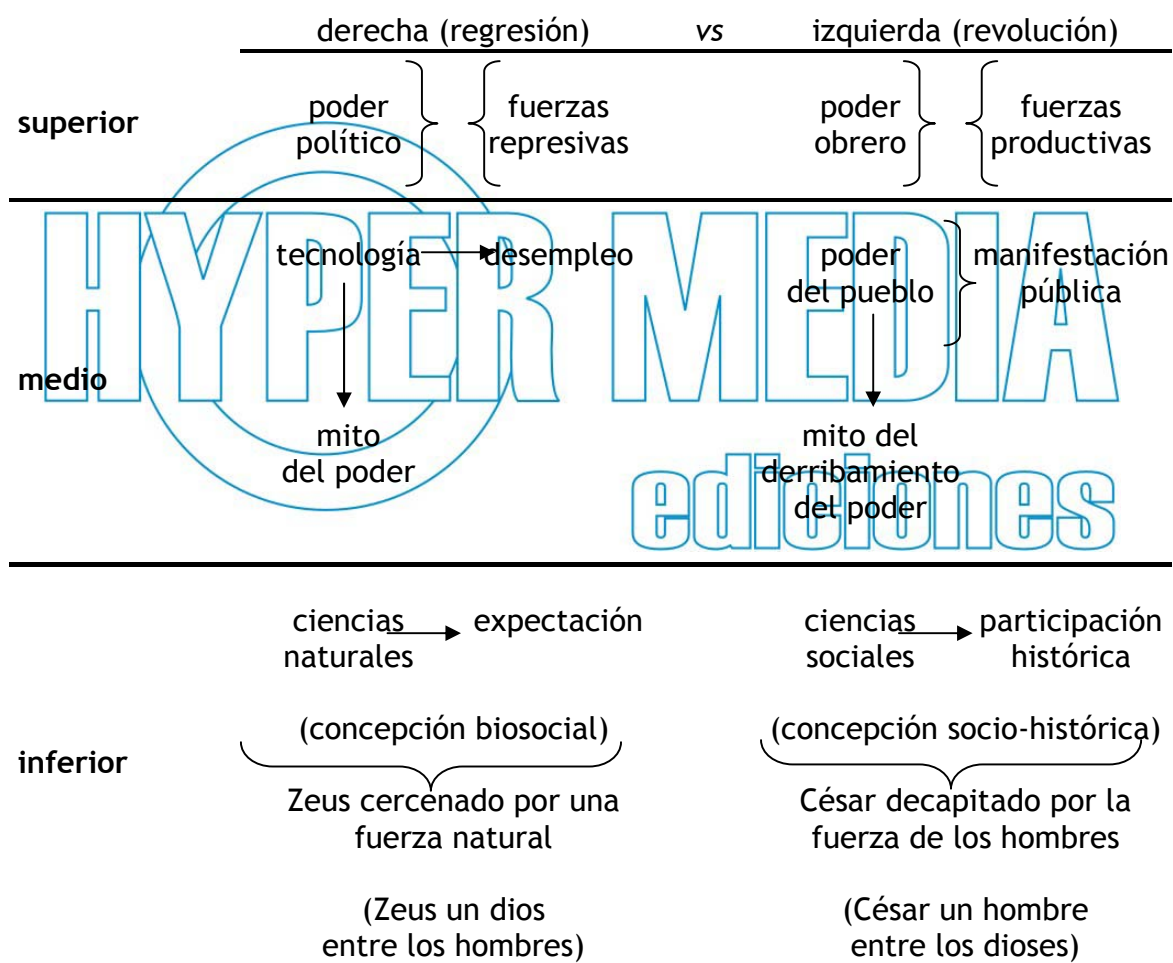 derecha (regresión) vs izquierda (revolución)
superior
poder político
fuerzas represivas
poder obrero
fuerzas productivas
HYPER MEDIA
ediciones
medio
tecnología desempleo
mito
del poder
poder
del pueblo
manifestación
pública
mito del
derribamiento
del poder
inferior
ciencias
naturales
expectación
(concepción biosocial)
Zeus cercenado por una
fuerza natural
(Zeus un dios
entre los hombres)
ciencias
sociales
participación
histórica
(concepción socio-histórica)
César decapitado por la
fuerza de los hombres
(César un hombre
entre los dioses)